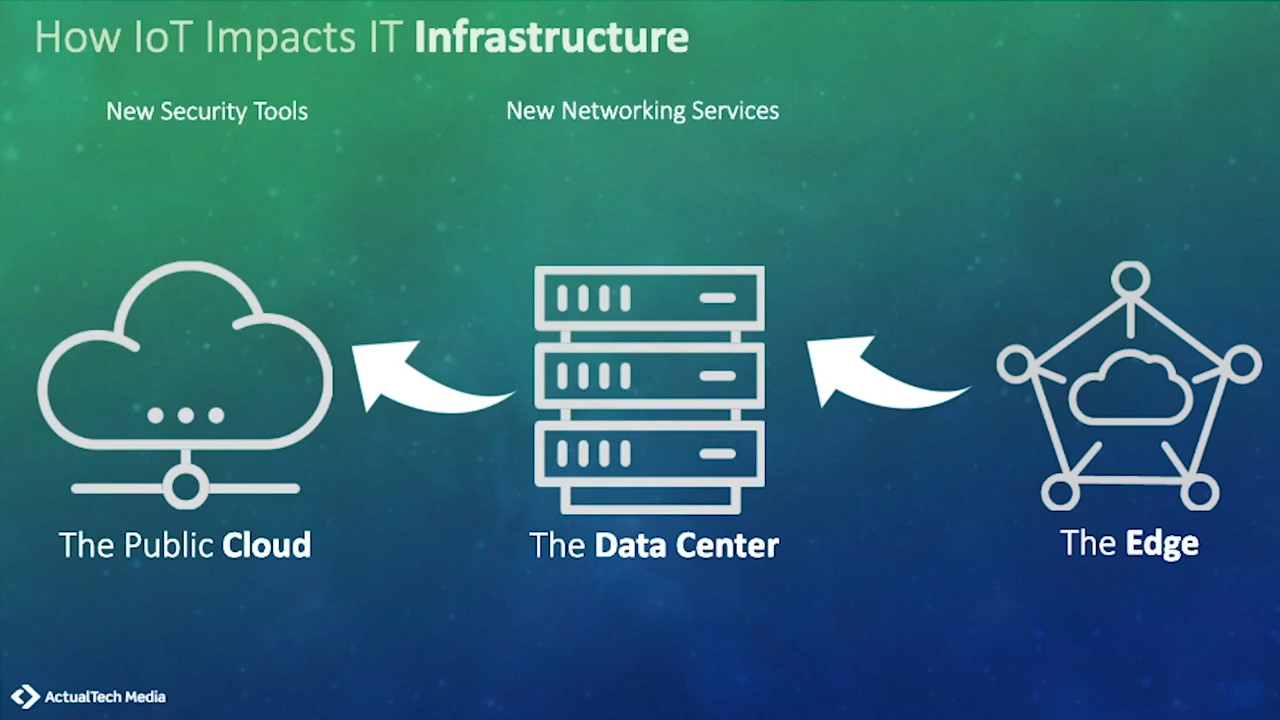 How IoT Impacts IT Infrastructure
New Security Tools
New Networking Services
The Public Cloud
The Data Center
The Edge
ActualTech Media